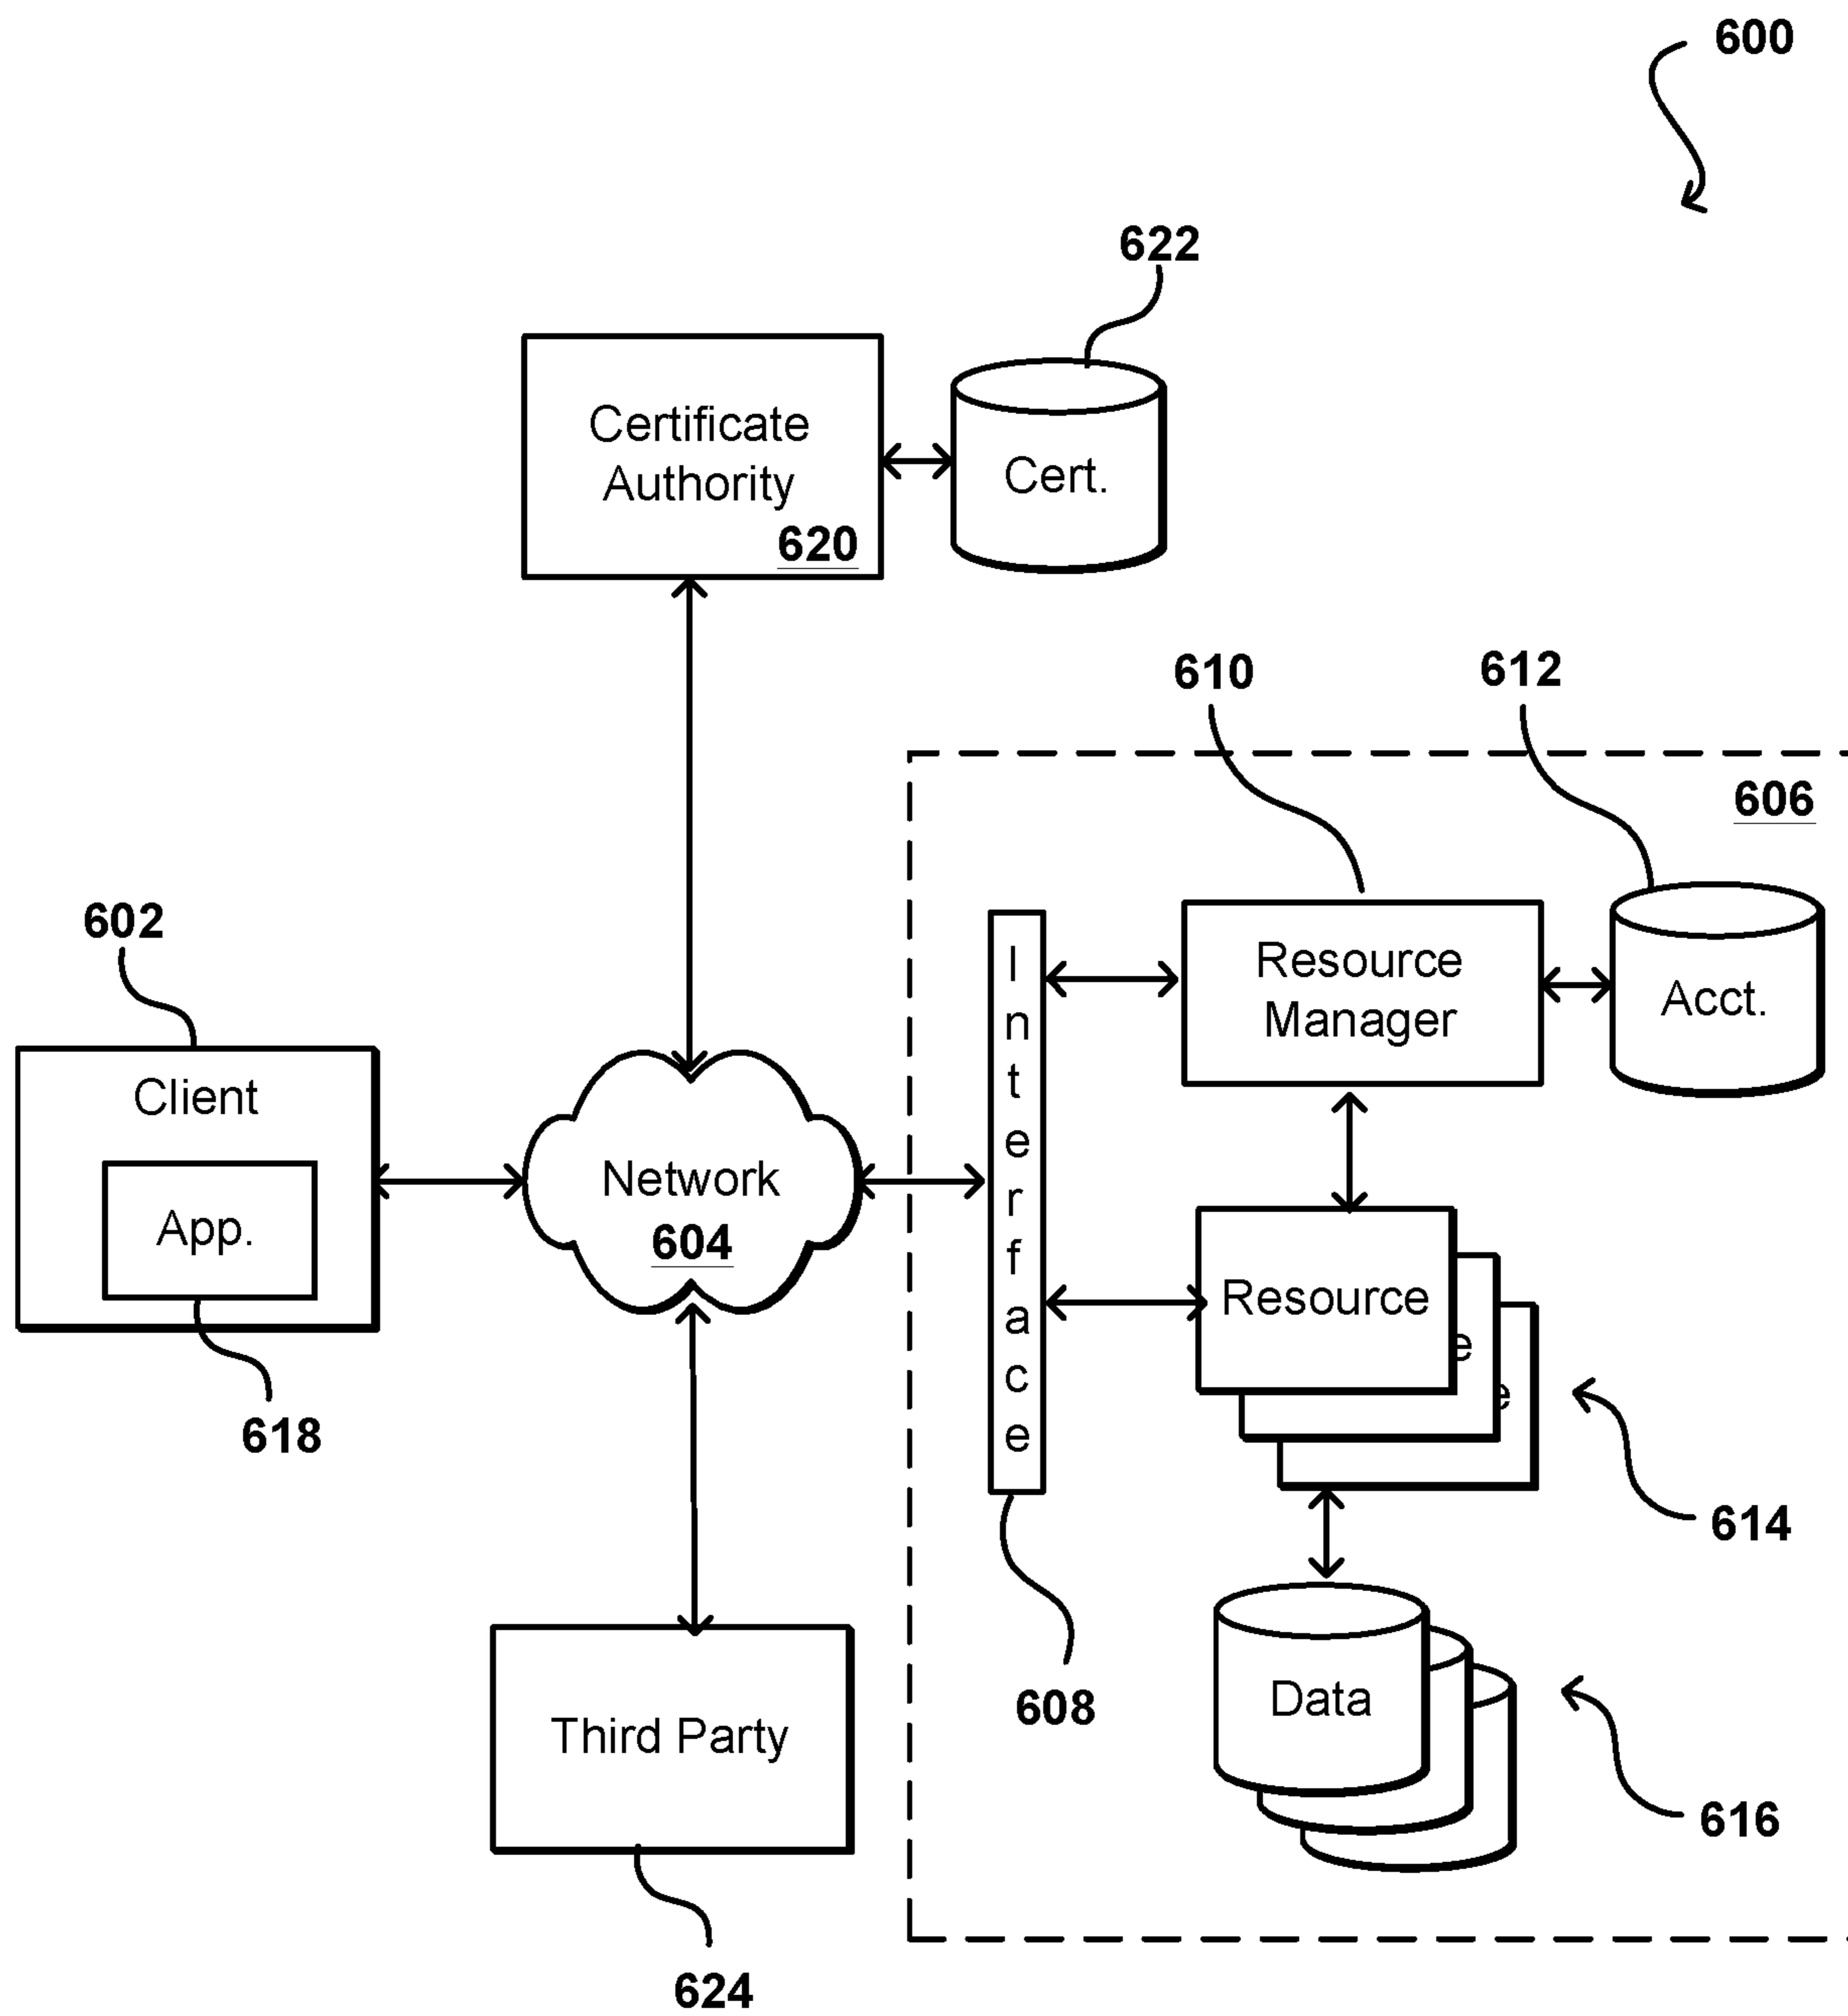 600
622
Certificate
Authority
620
Cert.
610
612
606
602
Client
App.
618
Network
604
Interface
Resource
Manager
Acct.
Resource
e
e
614
608
Data
616
Third Party
624